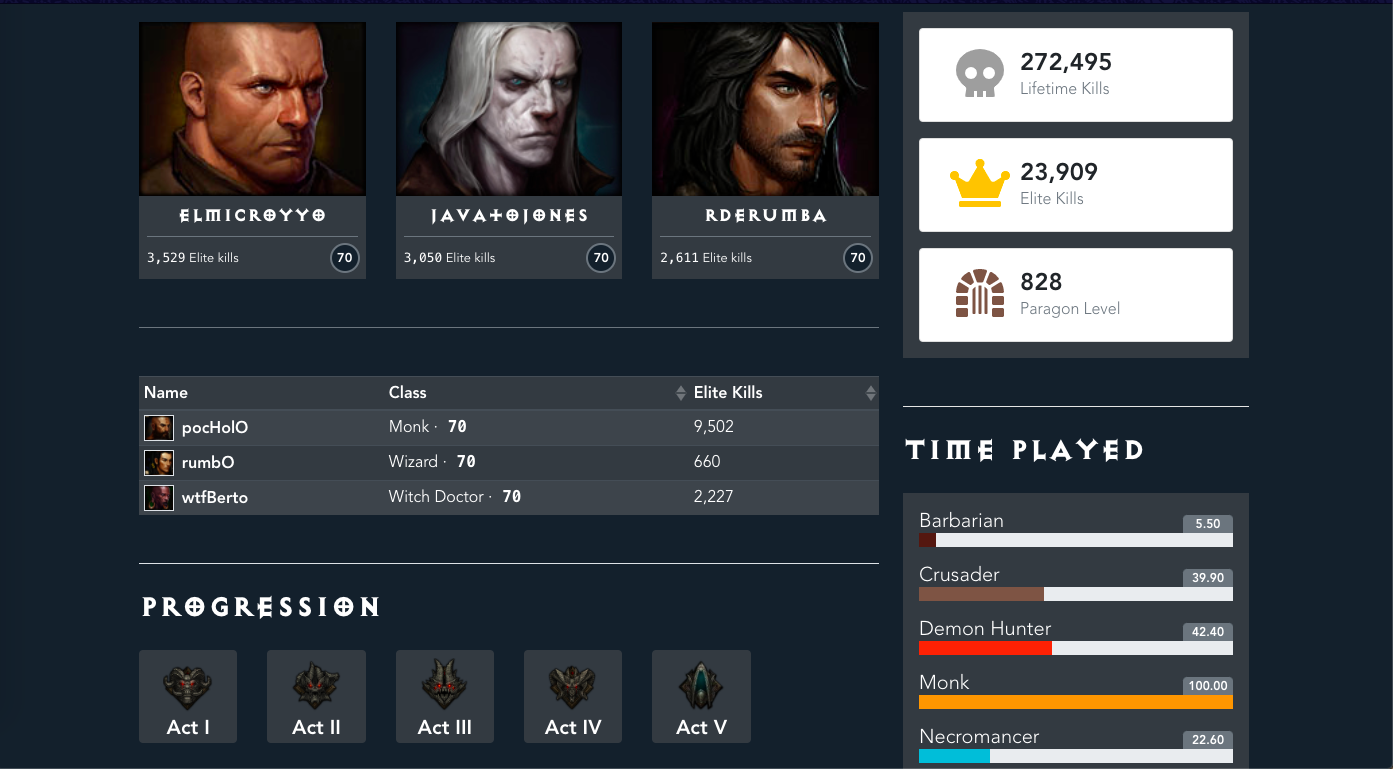 ELMICROYYO
3,529 Elite kills 70
JAVATOJONES
3,050 Elite kills 70
RDERUMBA
2,611 Elite kills 70
272,495
Lifetime Kills
23,909
Elite Kills
828
Paragon Level
Name Class Elite Kills
pocHolO Monk · 70 9,502
rumbO Wizard · 70 660
wtfBerto Witch Doctor · 70 2,227
PROGRESSION
Act I
Act II
Act III
Act IV
Act V
TIME PLAYED
Barbarian 5.50
Crusader 39.90
Demon Hunter 42.40
Monk 100.00
Necromancer 22.60